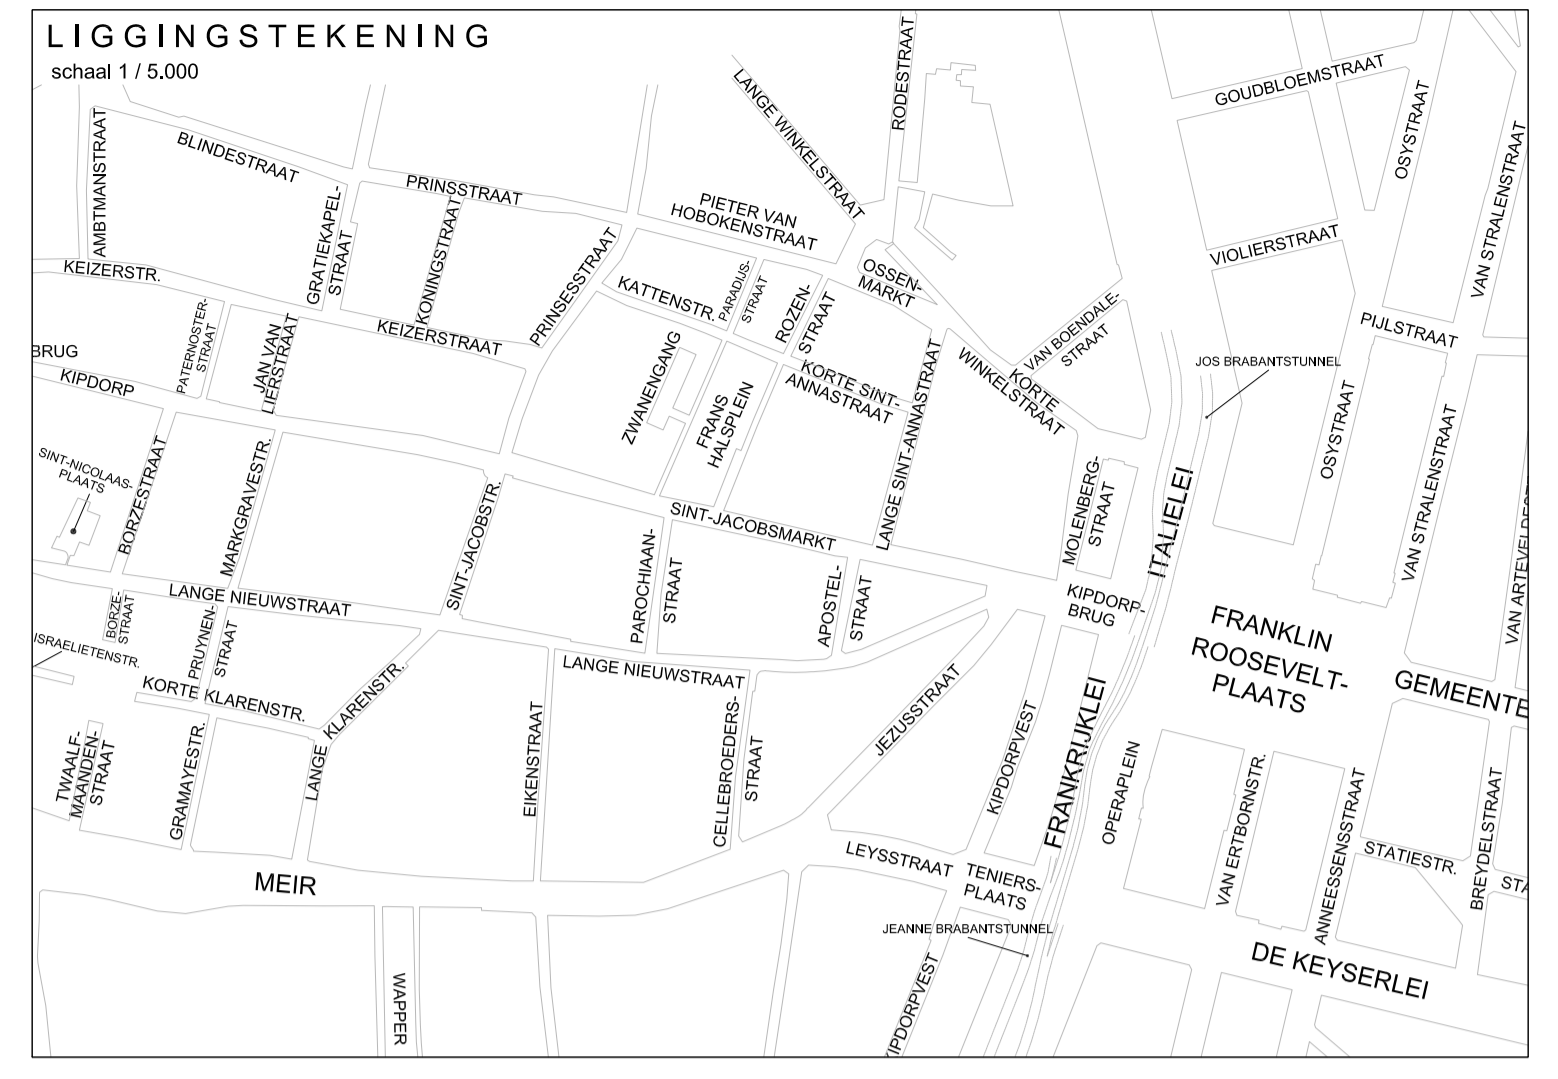 LIGGINGSTEKENING
schaal 1 / 5.000
RODESTRAAT
LANGE WINKELSTRAAT
GOUDBLOEMSTRAAT
OSYSTRAAT
VAN STRALENSTRAAT
AMBTMANSTRAAT
BLINDESTRAAT
PRINSSTRAAT
GRATIEKAPEL-
STRAAT
KONINGSTRAAT
PIETER VAN
HOBOKENSTRAAT
PRINSESSTRAAT
VIOLIERSTRAAT
KEIZERSTR.
KATTENSTR.
PARADIJS-
STRAAT
ROZEN-
STRAAT
OSSEN-
MARKT
VAN BOENDALE-
STRAAT
PATERNOSTER-
STRAAT
JAN VAN
LIERSTRAAT
KEIZERSTRAAT
PIJLSTRAAT
JOS BRABANTSTUNNEL
BRUG
KIPDORP
ZWANENGANG
FRANS
HALSPLEIN
KORTE SINT-
ANNASTRAAT
LANGE SINT-ANNASTRAAT
KORTE
WINKELSTRAAT
OSYSTRAAT
VAN STRALENSTRAAT
SINT-NICOLAAS-
PLAATS
BORZESTRAAT
MARKGRAVESTR.
SINT-JACOBSTR.
SINT-JACOBSMARKT
MOLENBERG-
STRAAT
ITALIELEI
PAROCHIAAN-
STRAAT
APOSTEL-
STRAAT
KIPDORP-
BRUG
LANGE NIEUWSTRAAT
BORZE-
STRAAT
PRUYNEN-
STRAAT
ISRAELIETENSTR.
FRANKLIN
ROOSEVELT-
PLAATS
GEMEENTE
KORTE KLARENSTR.
LANGE KLARENSTR.
LANGE NIEUWSTRAAT
EIKENSTRAAT
CELLEBROEDERS-
STRAAT
JEZUSSTRAAT
KIPDORPVEST
FRANKRIJKLEI
OPERAPLEIN
TWAALF-
MAANDEN-
STRAAT
GRAMAYESTR.
VAN ERTBORNSTR.
ANNEESSENSSTRAAT
STATIESTR.
BREYDELSTRAAT
STA
MEIR
LEYSSTRAAT
TENIERS-
PLAATS
JEANNE BRABANTSTUNNEL
DE KEYSERLEI
WAPPER
KIPDORPVEST